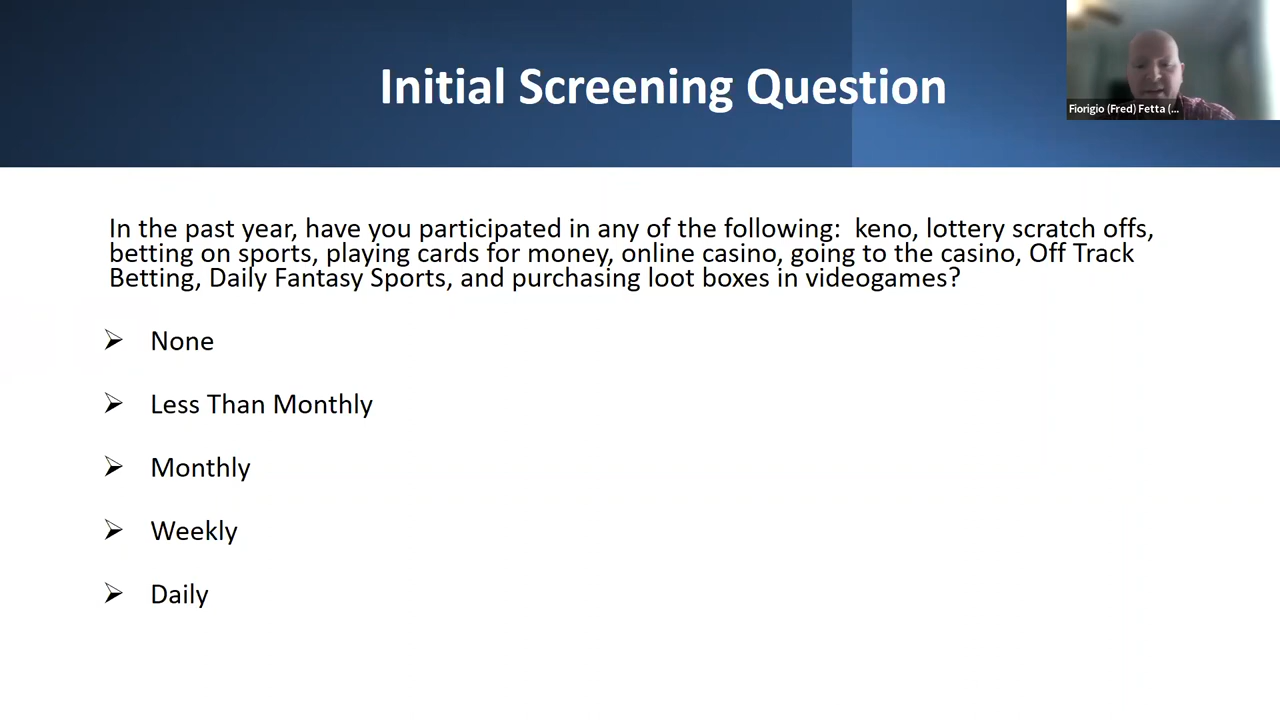 Initial Screening Question
Fiorigio (Fred) Fetta (...
In the past year, have you participated in any of the following:  keno, lottery scratch offs,
betting on sports, playing cards for money, online casino, going to the casino, Off Track
Betting, Daily Fantasy Sports, and purchasing loot boxes in videogames?
None
Less Than Monthly
Monthly
Weekly
Daily